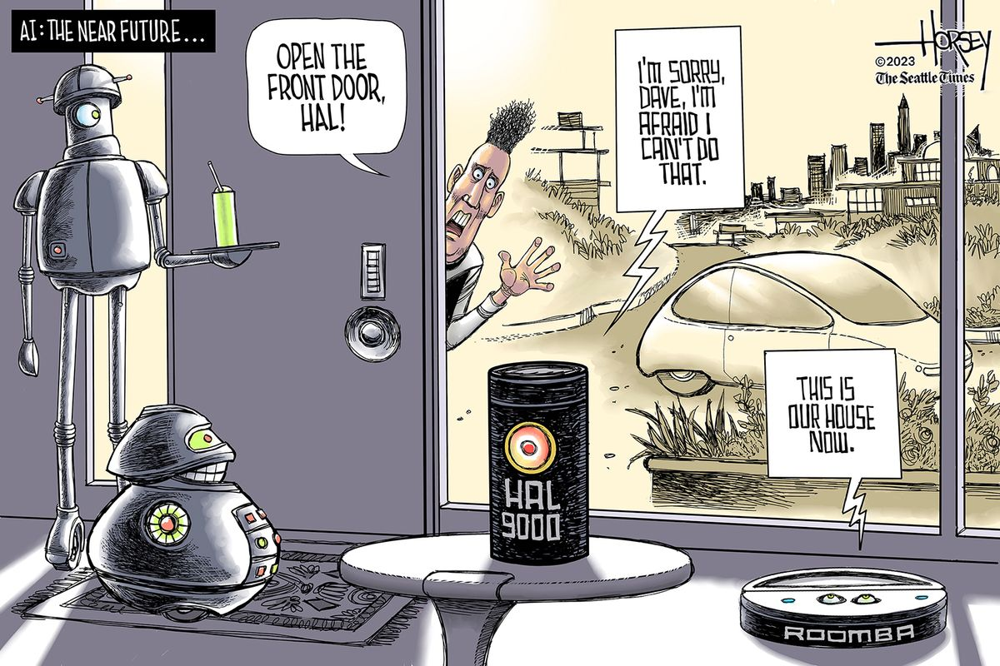 AI: THE NEAR FUTURE...
OPEN THE
FRONT DOOR,
HAL!
I'M SORRY,
DAVE, I'M
AFRAID I
CAN'T DO
THAT.
HORSEY
©2023
The Seattle Times
THIS IS
OUR HOUSE
NOW.
HAL
9000
ROOMBA